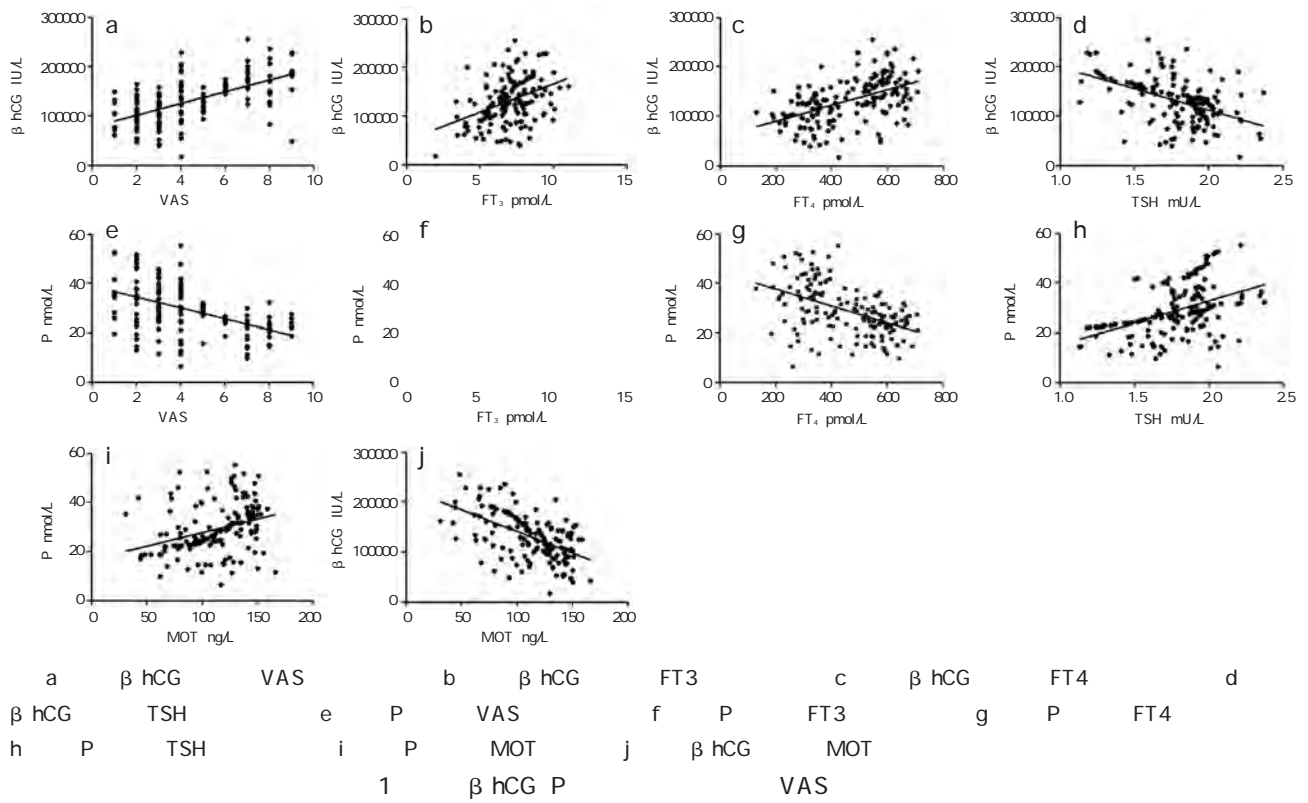 a
β hCG IU/L
300000
200000
100000
0
0 2 4 6 8 10
VAS
b
β hCG IU/L
300000
200000
100000
0
0 5 10 15
FT₃ pmol/L
c
β hCG IU/L
300000
200000
100000
0
0 200 400 600 800
FT₄ pmol/L
d
β hCG IU/L
300000
200000
100000
0
1.0 1.5 2.0 2.5
TSH mU/L
e
P nmol/L
60
40
20
0
0 2 4 6 8 10
VAS
f
P nmol/L
60
40
20
0
0 5 10 15
FT₃ pmol/L
g
P nmol/L
60
40
20
0
0 200 400 600 800
FT₄ pmol/L
h
P nmol/L
60
40
20
0
1.0 1.5 2.0 2.5
TSH mU/L
i
P nmol/L
60
40
20
0
0 50 100 150 200
MOT ng/L
j
β hCG IU/L
300000
200000
100000
0
0 50 100 150 200
MOT ng/L
a β hCG VAS b β hCG FT3 c β hCG FT4 d
β hCG TSH e P VAS f P FT3 g P FT4
h P TSH i P MOT j β hCG MOT
1 β hCG P VAS